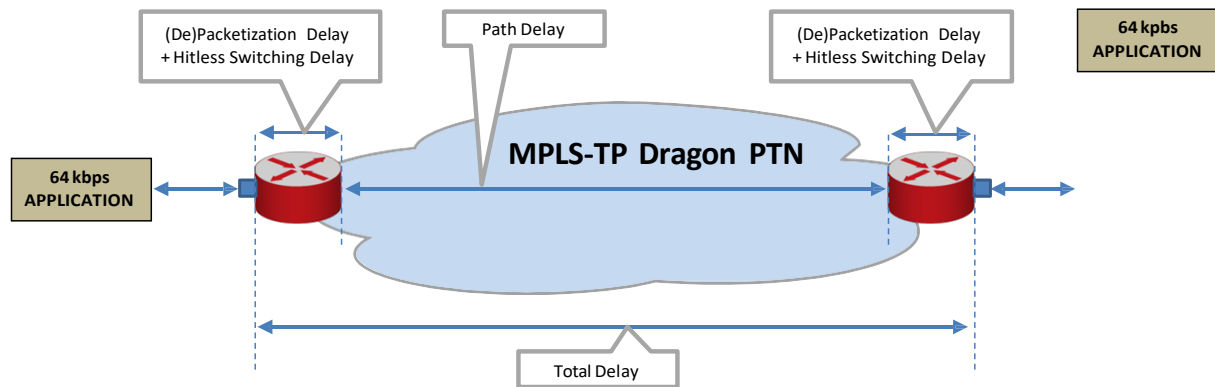 (De)Packetization Delay
+ Hitless Switching Delay
Path Delay
(De)Packetization Delay
+ Hitless Switching Delay
64 kpbs
APPLICATION
MPLS-TP Dragon PTN
64 kbps
APPLICATION
Total Delay